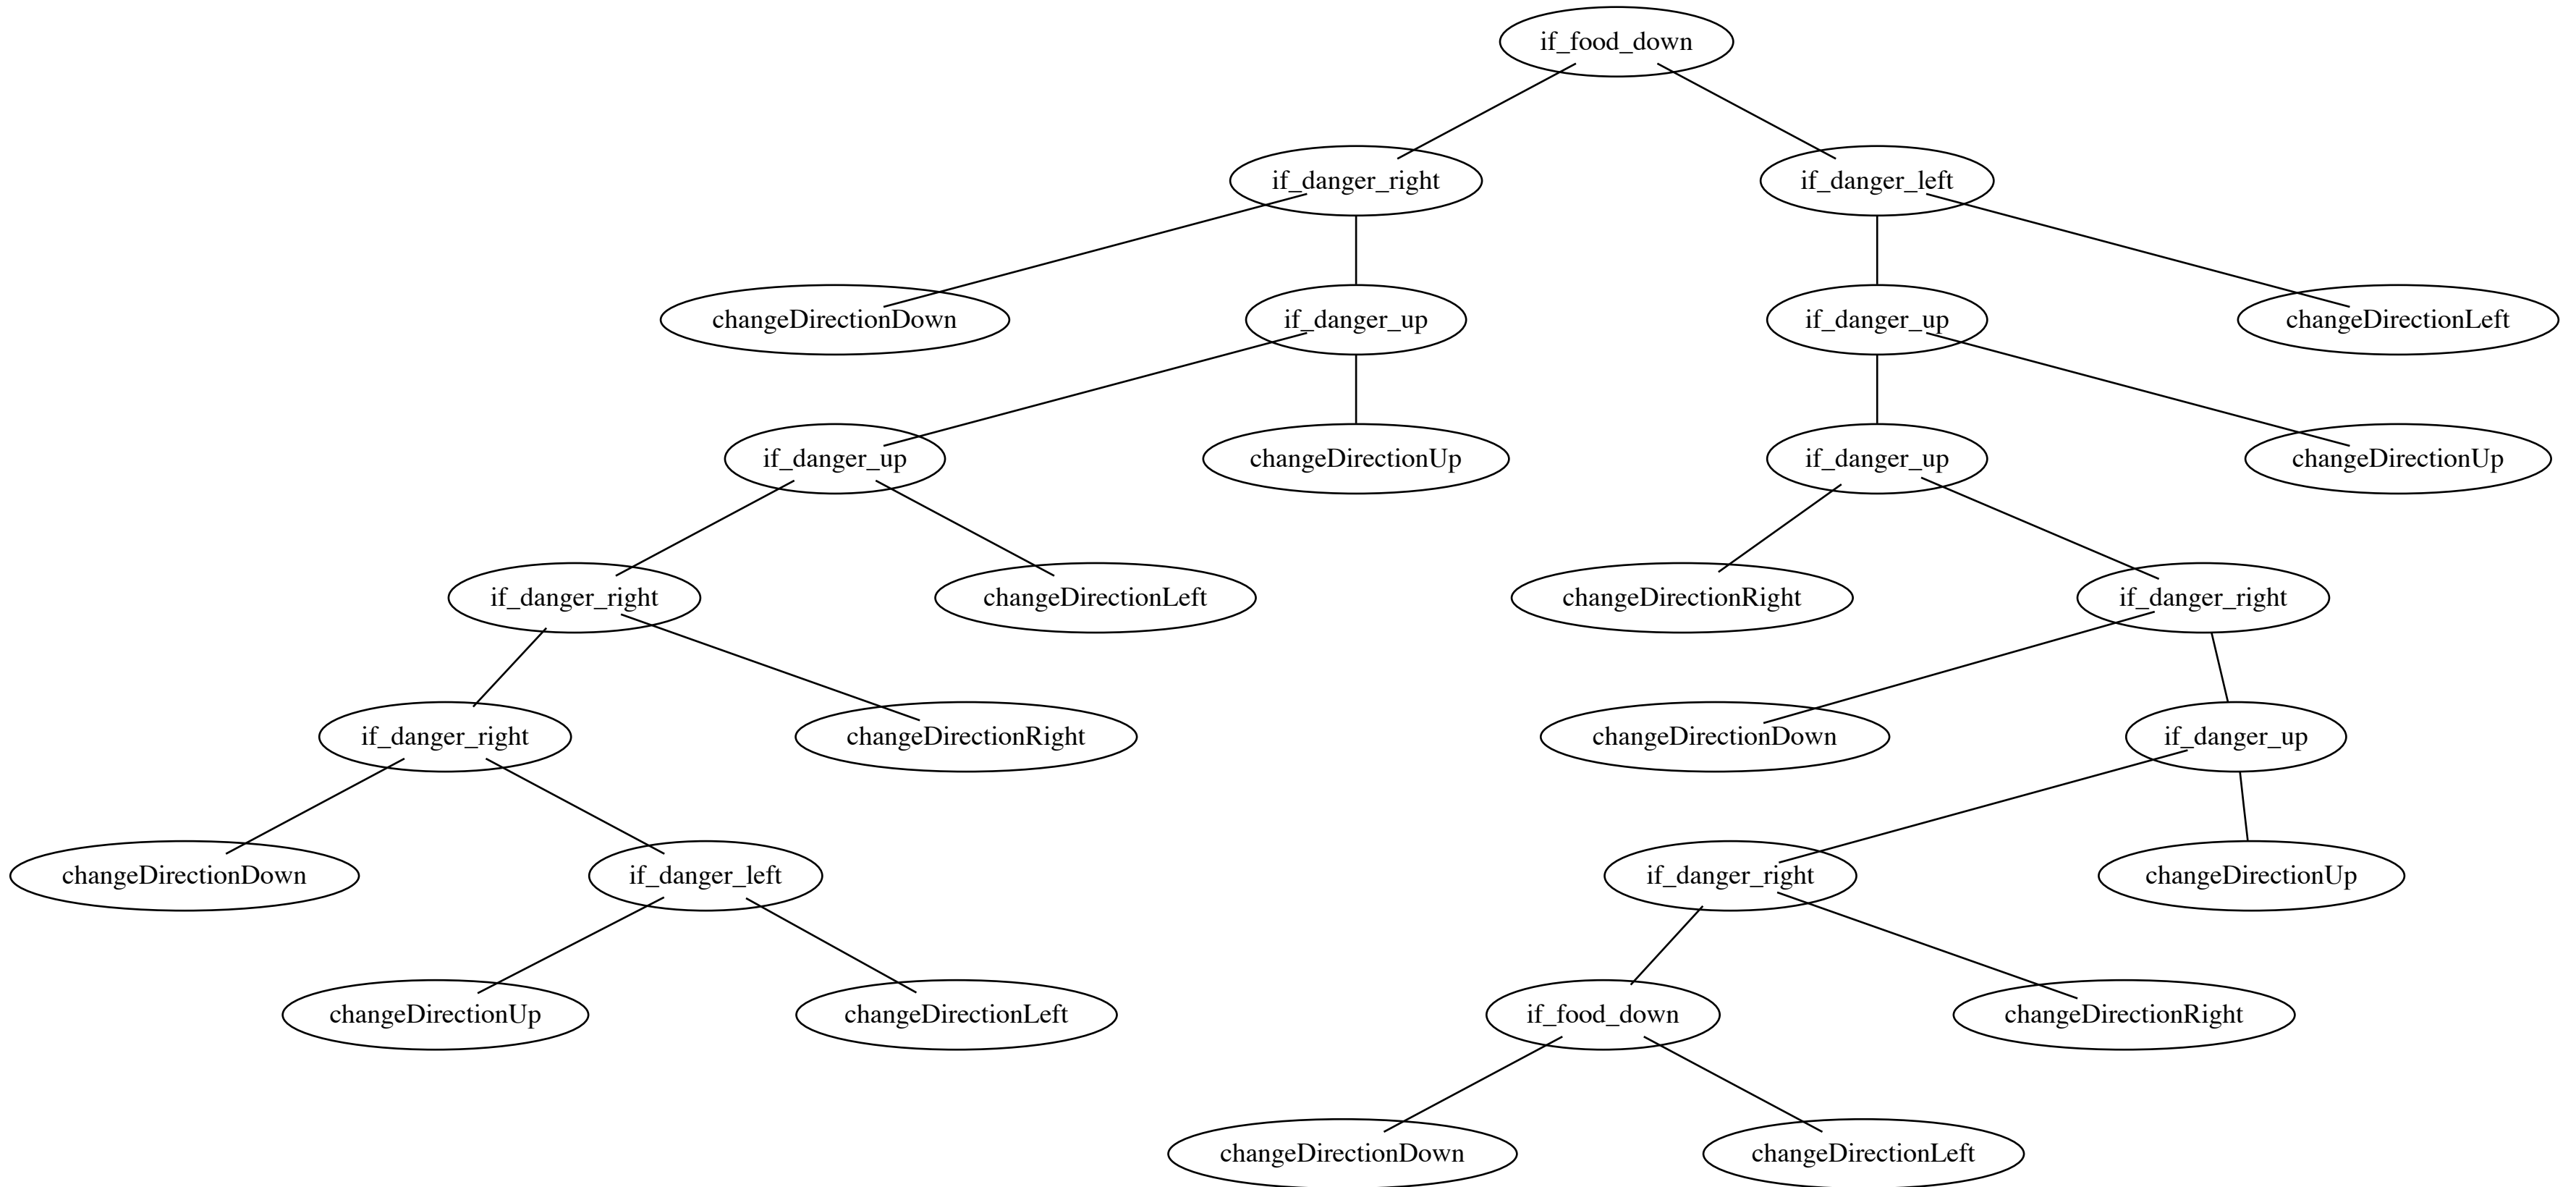 if_food_down
if_danger_right
if_danger_left
changeDirectionDown
if_danger_up
if_danger_up
changeDirectionLeft
if_danger_up
changeDirectionUp
if_danger_up
changeDirectionUp
if_danger_right
changeDirectionLeft
changeDirectionRight
if_danger_right
if_danger_right
changeDirectionRight
changeDirectionDown
if_danger_up
changeDirectionDown
if_danger_left
if_danger_right
changeDirectionUp
changeDirectionUp
changeDirectionLeft
if_food_down
changeDirectionRight
changeDirectionDown
changeDirectionLeft